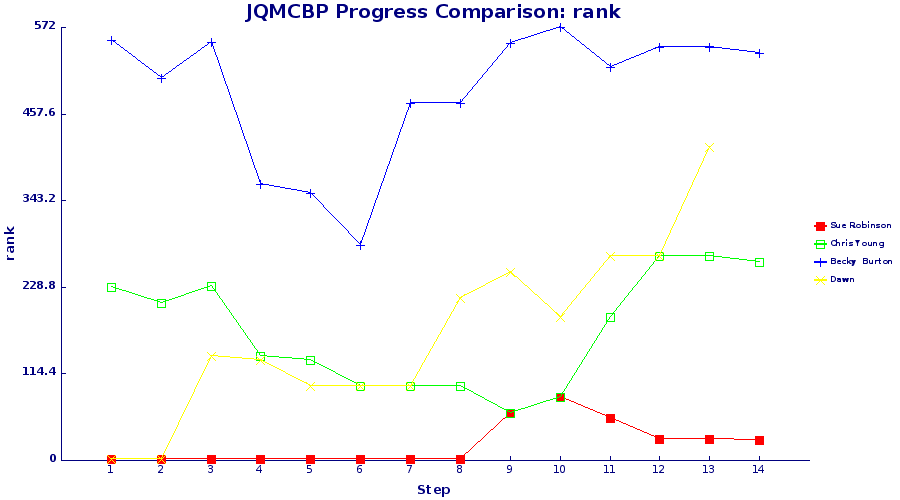 JQMCBP Progress Comparison: rank
572
457.6
343.2
228.8
114.4
0
rank
1 2 3 4 5 6 7 8 9 10 11 12 13 14
Step
Sue Robinson
Chris Young
Becky Burton
Dawn